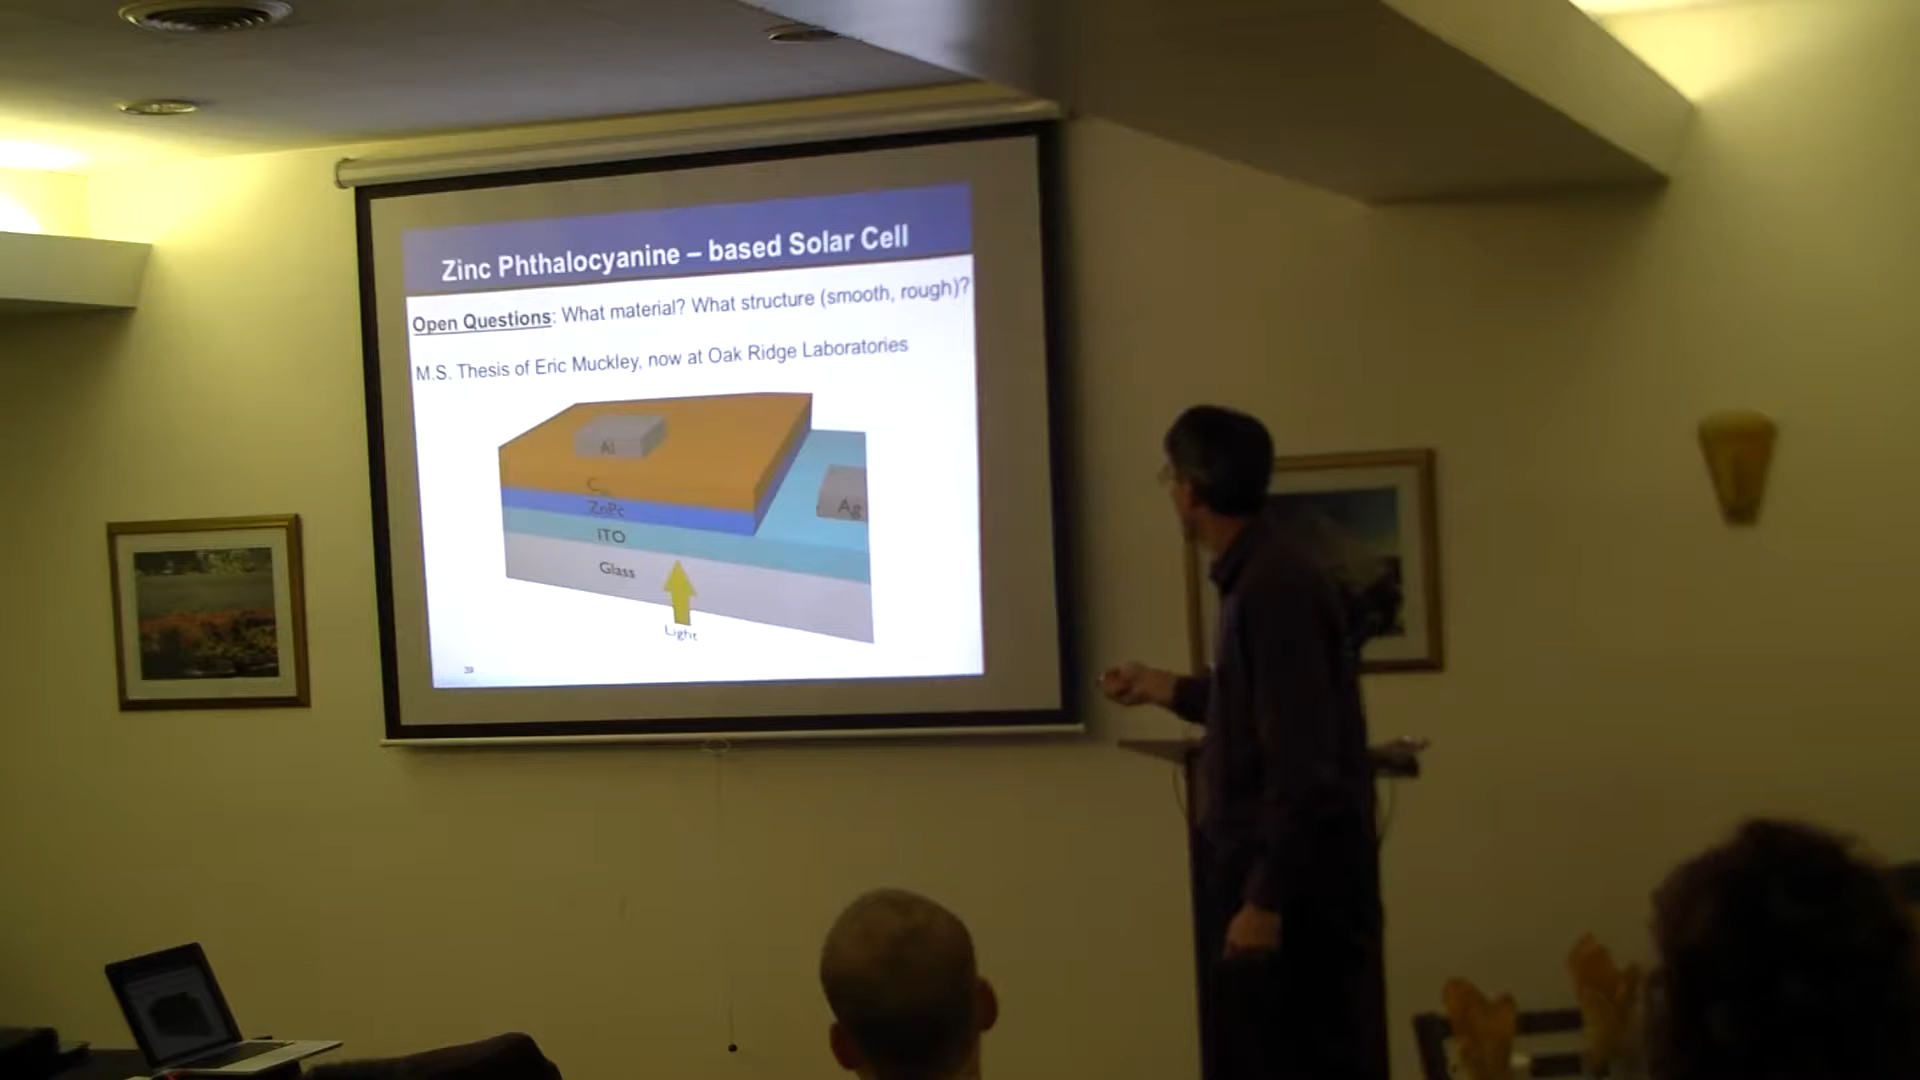 Zinc Phthalocyanine – based Solar Cell
Open Questions: What material? What structure (smooth, rough)?
M.S. Thesis of Eric Muckley, now at Oak Ridge Laboratories
Al
ZnPc
Ag
ITO
Glass
Light